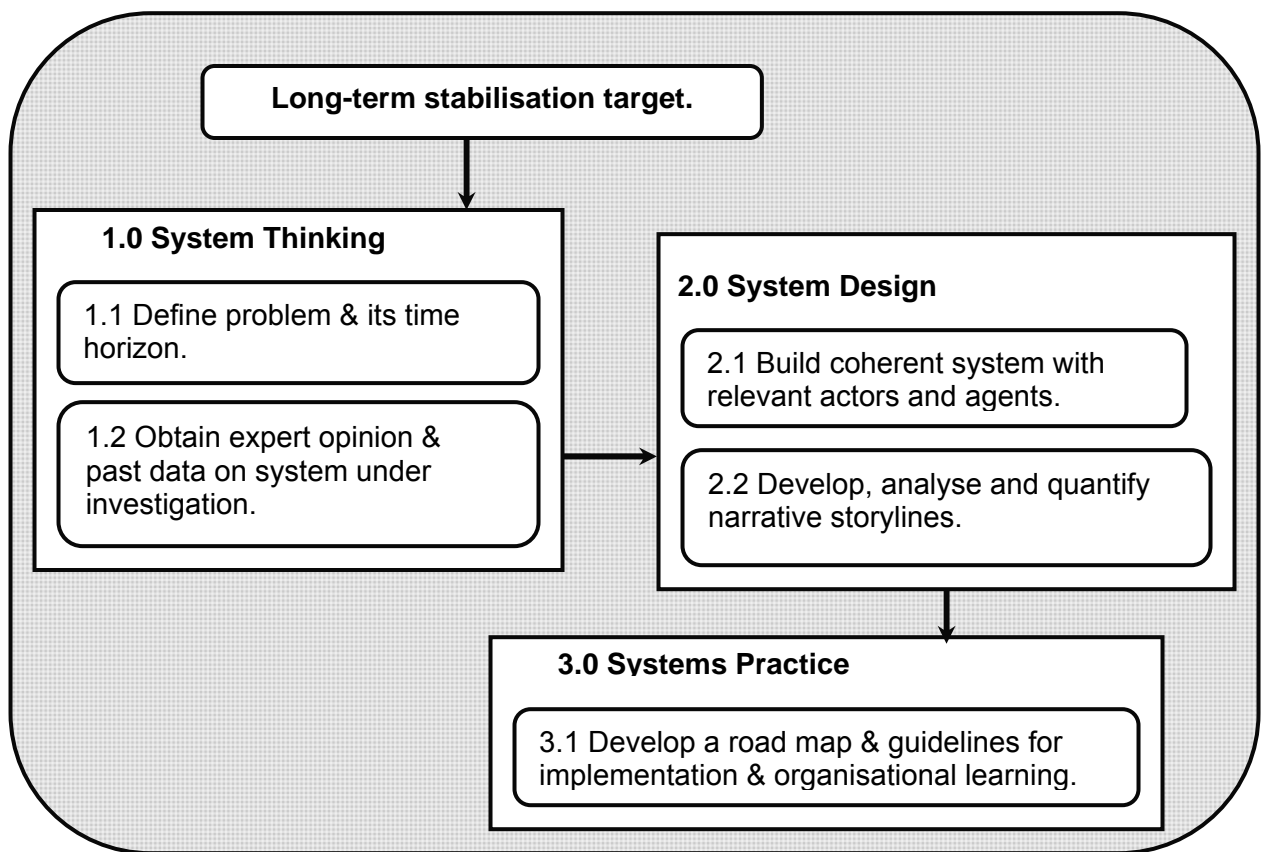 Long-term stabilisation target.
1.0 System Thinking
1.1 Define problem & its time
horizon.
1.2 Obtain expert opinion &
past data on system under
investigation.
2.0 System Design
2.1 Build coherent system with
relevant actors and agents.
2.2 Develop, analyse and quantify
narrative storylines.
3.0 Systems Practice
3.1 Develop a road map & guidelines for
implementation & organisational learning.